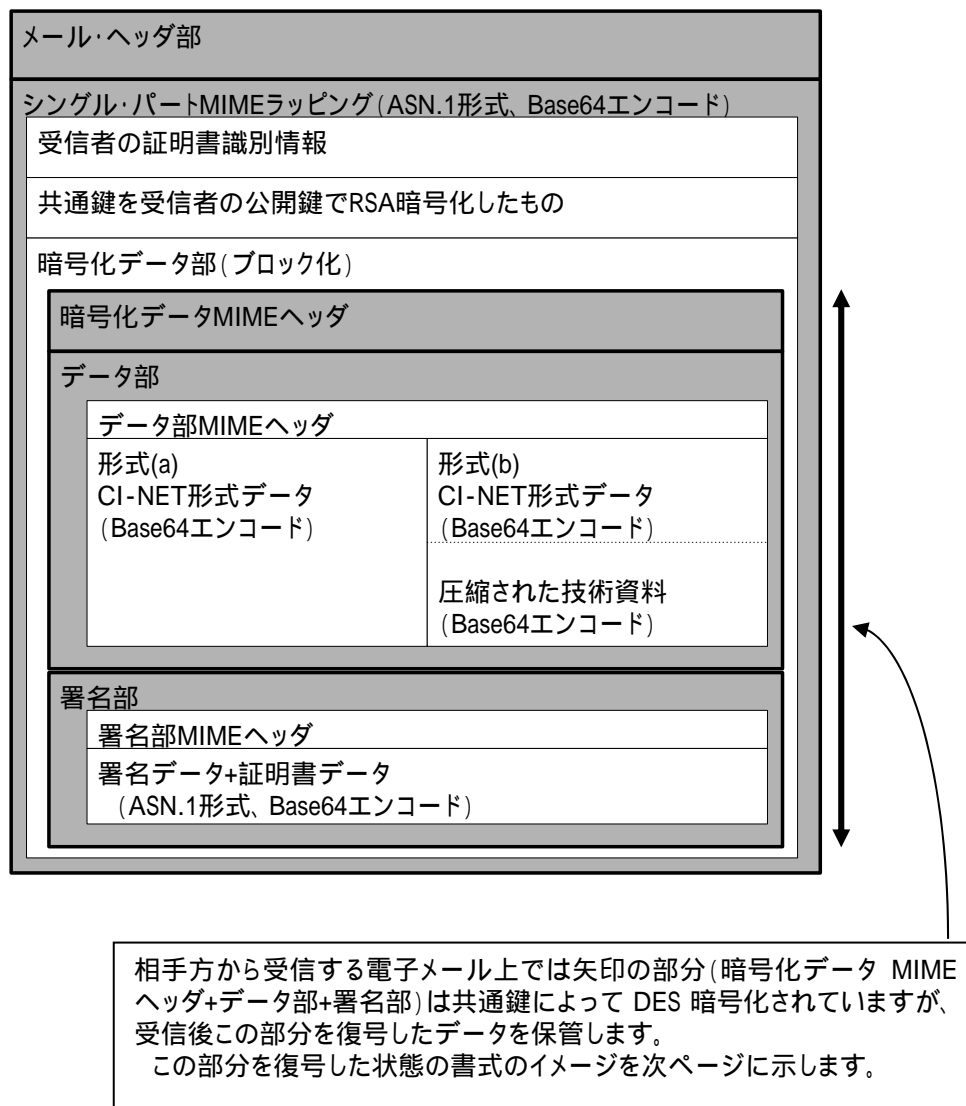 メール・ヘッダ部
シングル・パートMIMEラッピング(ASN.1形式、Base64エンコード)
受信者の証明書識別情報
共通鍵を受信者の公開鍵でRSA暗号化したもの
暗号化データ部(ブロック化)
暗号化データMIMEヘッダ
データ部
データ部MIMEヘッダ
形式(a)
CI-NET形式データ
(Base64エンコード)
形式(b)
CI-NET形式データ
(Base64エンコード)
圧縮された技術資料
(Base64エンコード)
署名部
署名部MIMEヘッダ
署名データ+証明書データ
(ASN.1形式、Base64エンコード)
相手方から受信する電子メール上では矢印の部分(暗号化データ MIME
ヘッダ+データ部+署名部)は共通鍵によって DES 暗号化されていますが、
受信後この部分を復号したデータを保管します。
この部分を復号した状態の書式のイメージを次ページに示します。